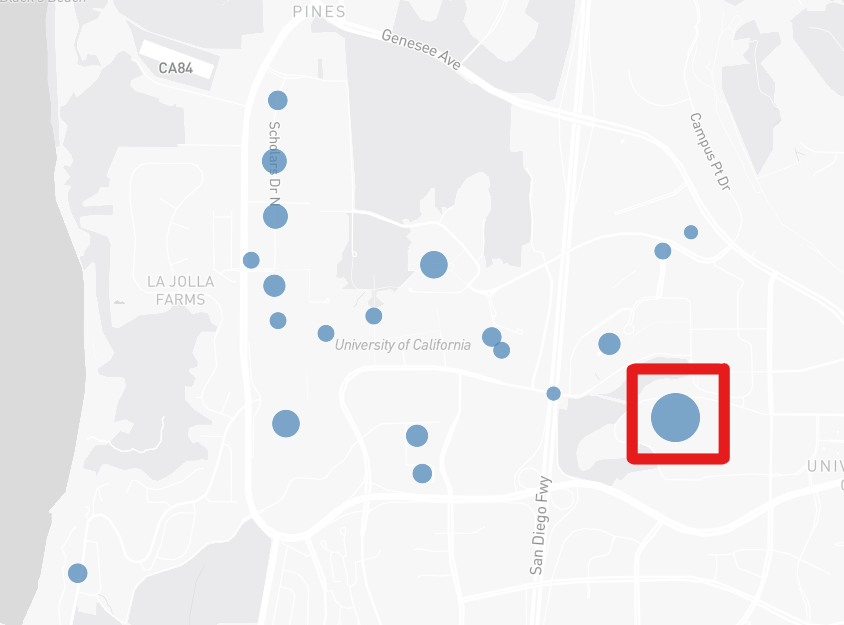 PINES
Genesee Ave
CA84
Scholars Dr N
Campus Pt Dr
LA JOLLA
FARMS
University of California
UNIV
San Diego Fwy